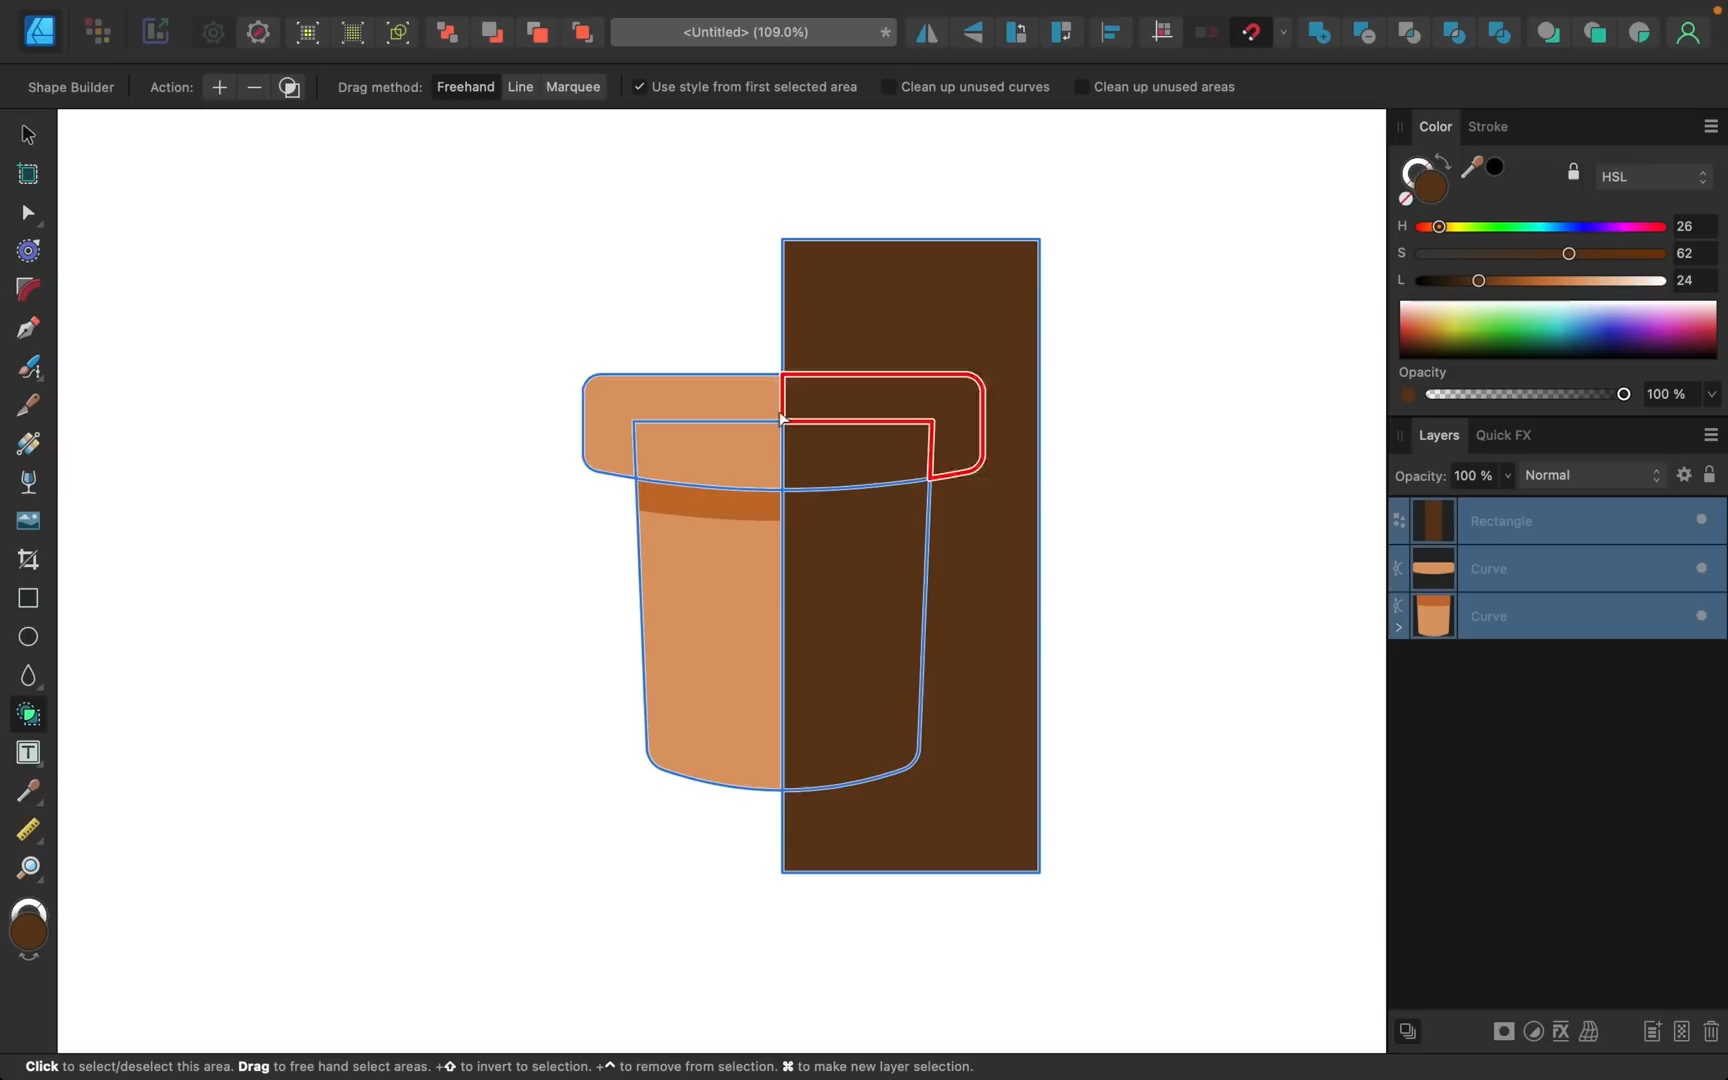 <Untitled> (109.0%)
*
Shape Builder
Action:
Drag method:
Freehand
Line
Marquee
Use style from first selected area
Clean up unused curves
Clean up unused areas
Color
Stroke
HSL
H
26
S
62
L
24
Opacity
100 %
Layers
Quick FX
Opacity:
100 %
Normal
Rectangle
Curve
Curve
Click to select/deselect this area. Drag to free hand select areas. +⇧ to invert to selection. +^ to remove from selection. ⌘ to make new layer selection.